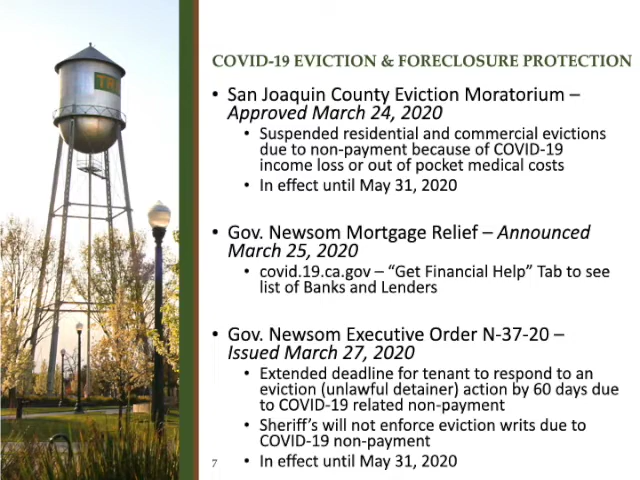 COVID-19 EVICTION & FORECLOSURE PROTECTION
• San Joaquin County Eviction Moratorium –
Approved March 24, 2020
• Suspended residential and commercial evictions
due to non-payment because of COVID-19
income loss or out of pocket medical costs
• In effect until May 31, 2020
• Gov. Newsom Mortgage Relief – Announced
March 25, 2020
• covid.19.ca.gov – “Get Financial Help” Tab to see
list of Banks and Lenders
• Gov. Newsom Executive Order N-37-20 –
Issued March 27, 2020
• Extended deadline for tenant to respond to an
eviction (unlawful detainer) action by 60 days due
to COVID-19 related non-payment
• Sheriff’s will not enforce eviction writs due to
COVID-19 non-payment
• In effect until May 31, 2020
7